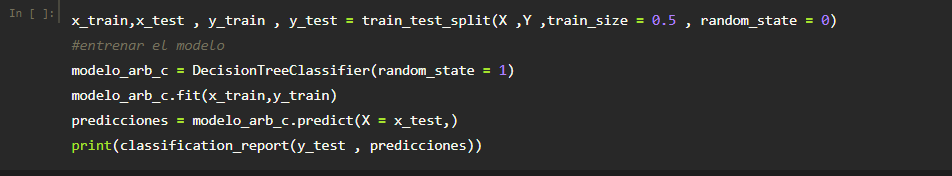 In [ ]:
x_train,x_test , y_train , y_test = train_test_split(X ,Y ,train_size = 0.5 , random_state = 0)
#entrenar el modelo
modelo_arb_c = DecisionTreeClassifier(random_state = 1)
modelo_arb_c.fit(x_train,y_train)
predicciones = modelo_arb_c.predict(X = x_test,)
print(classification_report(y_test , predicciones))